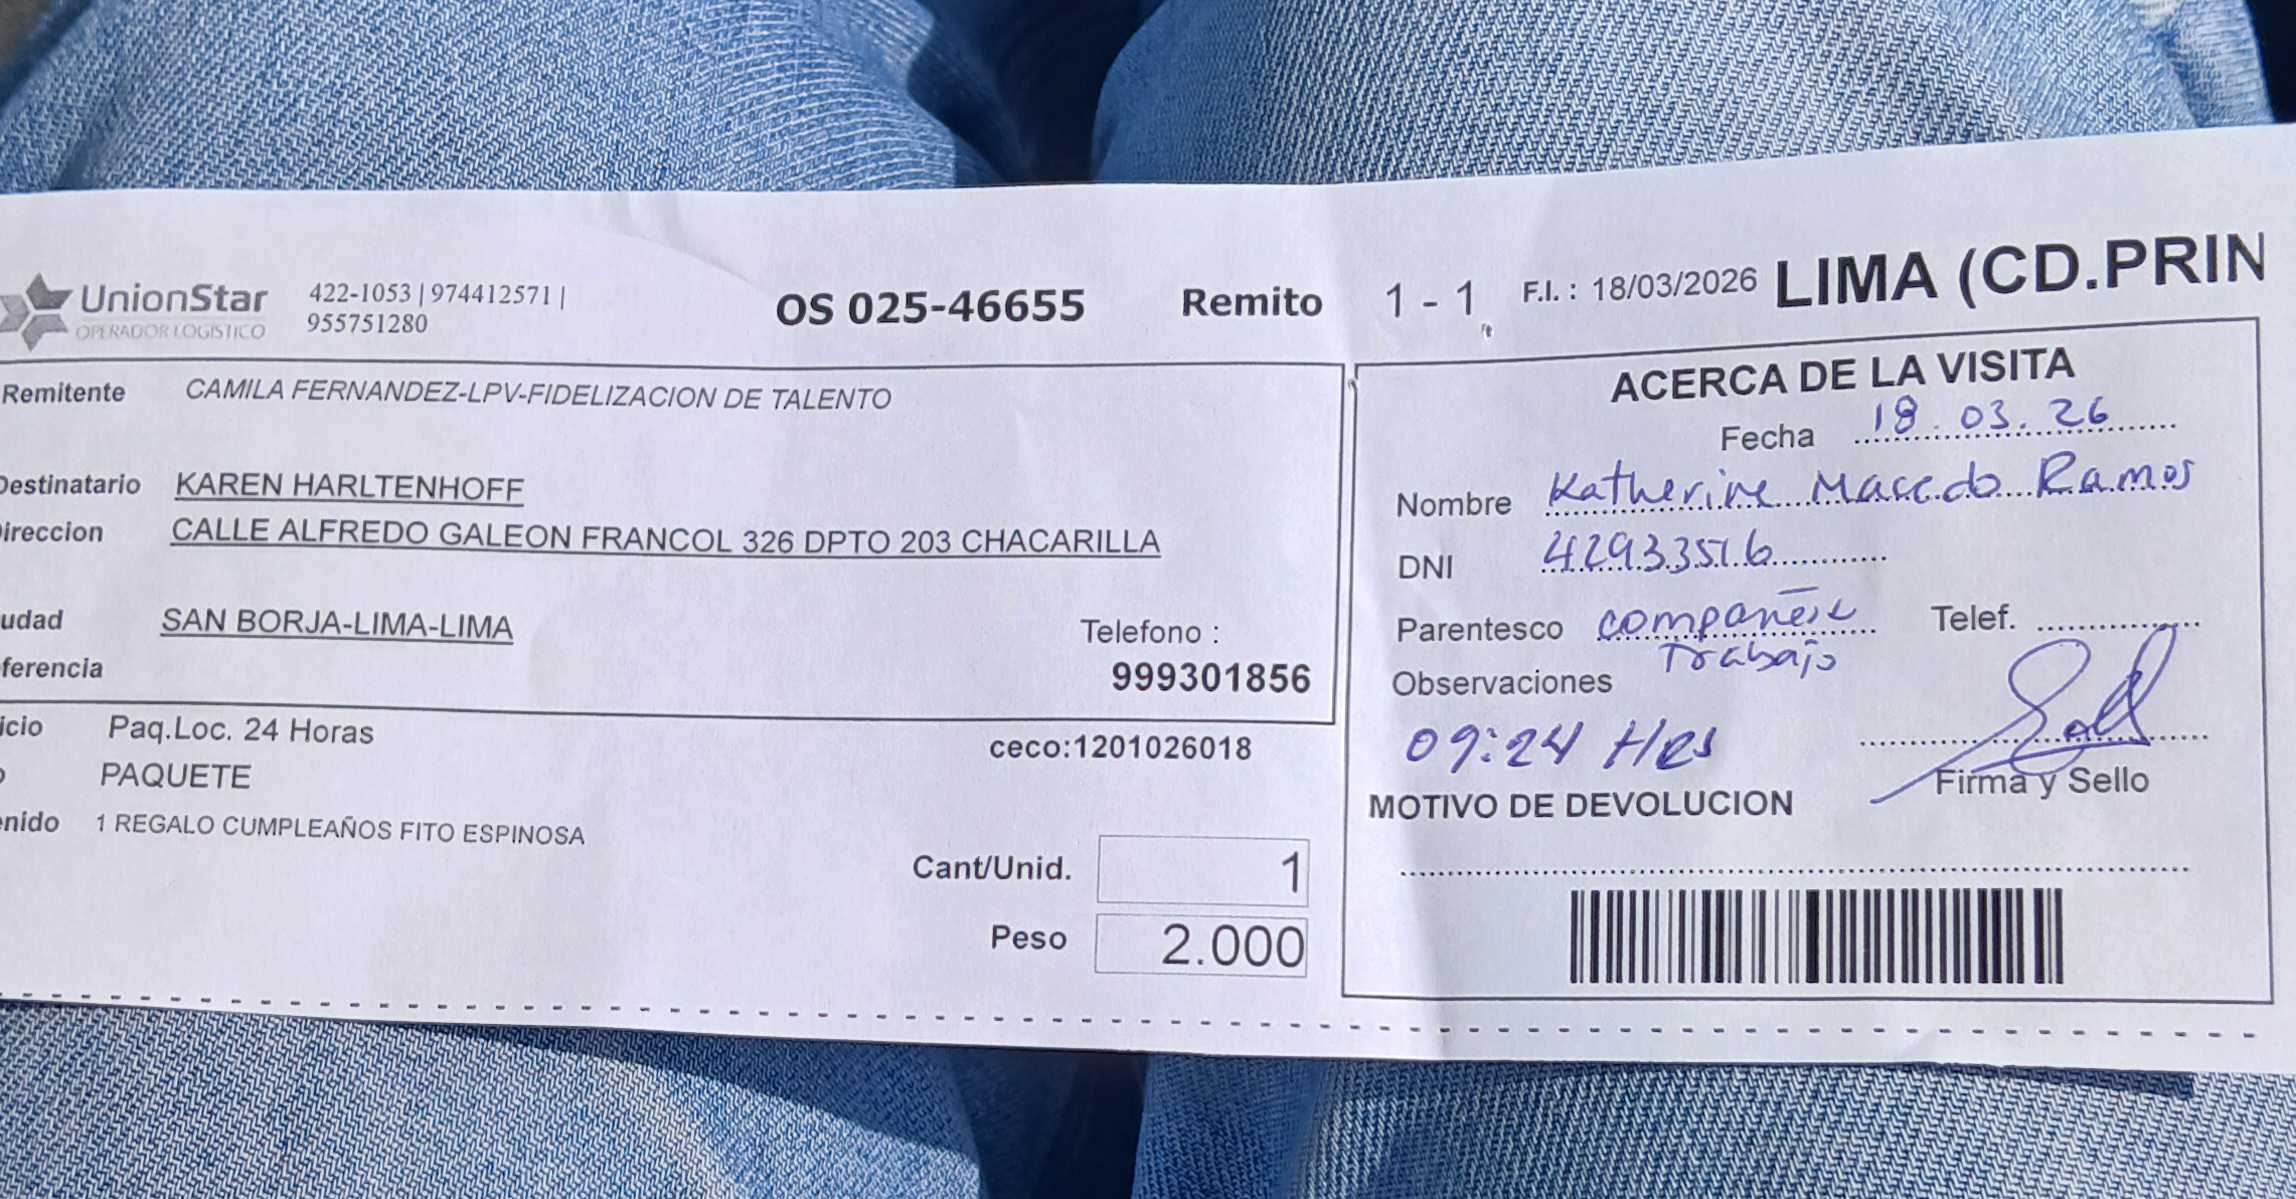 UnionStar
OPERADOR LOGISTICO
422-1053 | 974412571 |
955751280
OS 025-46655
Remito
1 - 1
F.I. : 18/03/2026
LIMA (CD.PRIN
Remitente CAMILA FERNANDEZ-LPV-FIDELIZACION DE TALENTO
Destinatario KAREN HARLTENHOFF
ireccion CALLE ALFREDO GALEON FRANCOL 326 DPTO 203 CHACARILLA
udad SAN BORJA-LIMA-LIMA
Telefono :
ferencia
999301856
icio Paq.Loc. 24 Horas
ceco:1201026018
o PAQUETE
nido 1 REGALO CUMPLEAÑOS FITO ESPINOSA
Cant/Unid. 1
Peso 2.000
ACERCA DE LA VISITA
Fecha 18.03.26
Nombre Katherine Macedo Ramos
DNI 42933516
Parentesco Telef.
Trabajo
Observaciones
09:24 Hrs
Firma y Sello
MOTIVO DE DEVOLUCION